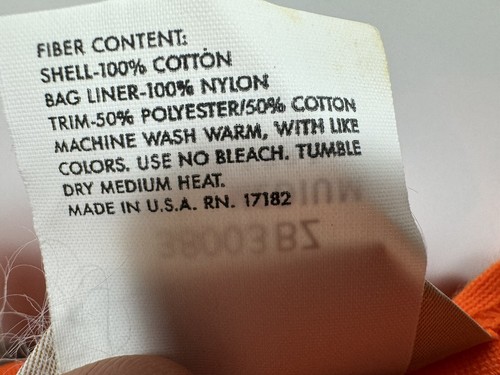 FIBER CONTENT:
SHELL-100% COTTON
BAG LINER-100% NYLON
TRIM-50% POLYESTER/50% COTTON
MACHINE WASH WARM, WITH LIKE
COLORS. USE NO BLEACH. TUMBLE
DRY MEDIUM HEAT.
MADE IN U.S.A. RN. 17182